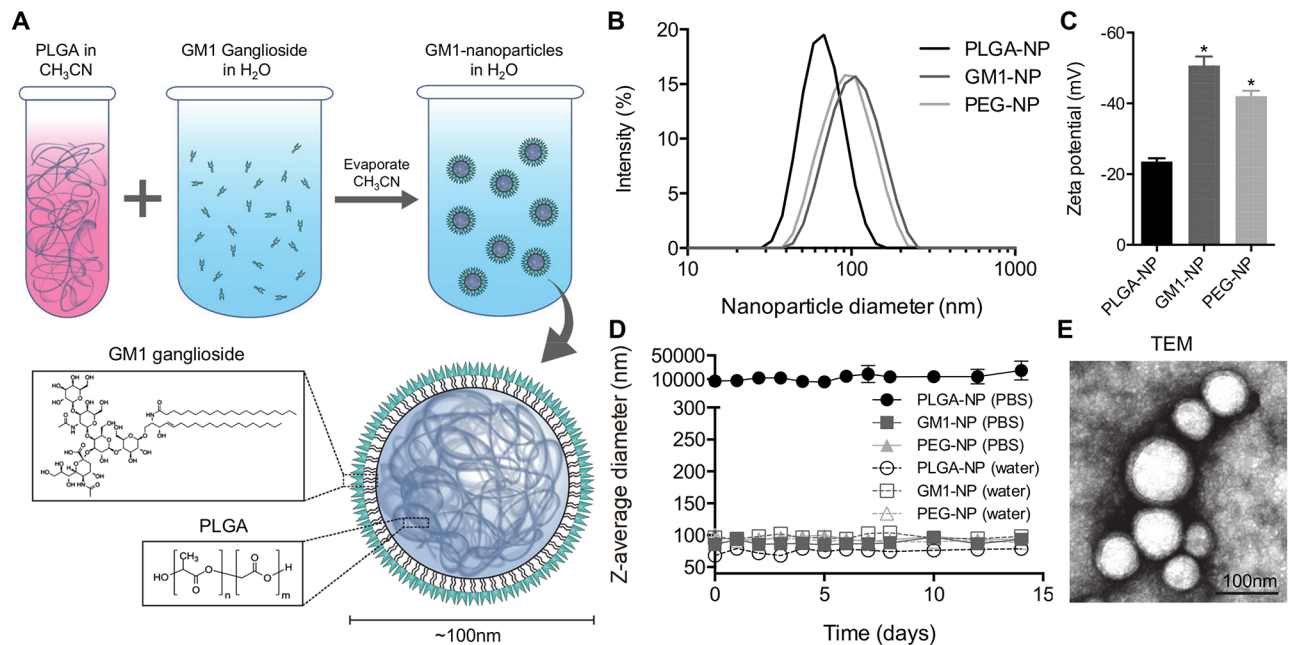 A
PLGA in
CH₃CN
GM1 Ganglioside
in H₂O
GM1-nanoparticles
in H₂O
Evaporate
CH₃CN
GM1 ganglioside
PLGA
CH₃
HO
O
O
O
O
H
n
m
~100nm
B
Intensity (%)
20
15
10
5
0
10
100
1000
Nanoparticle diameter (nm)
PLGA-NP
GM1-NP
PEG-NP
C
Zeta potential (mV)
-60
-40
-20
0
*
*
PLGA-NP
GM1-NP
PEG-NP
D
Z-average diameter (nm)
50000
10000
300
250
200
150
100
50
0
5
10
15
Time (days)
PLGA-NP (PBS)
GM1-NP (PBS)
PEG-NP (PBS)
PLGA-NP (water)
GM1-NP (water)
PEG-NP (water)
E
TEM
100nm